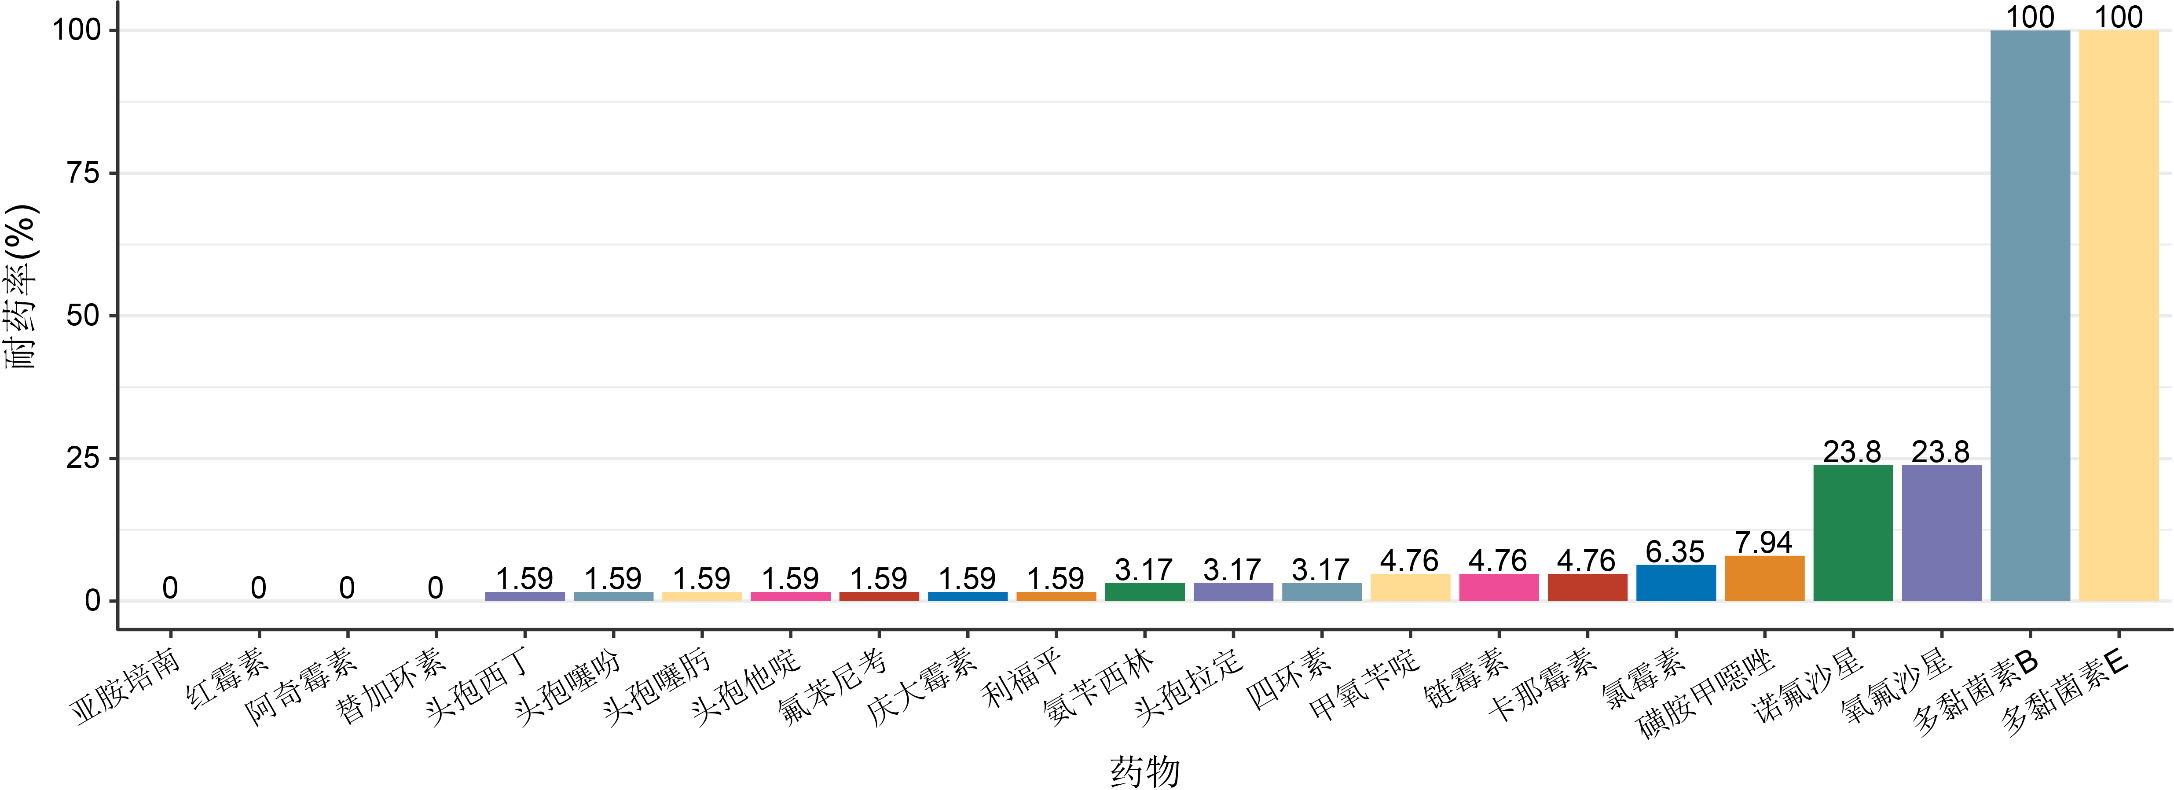 耐药率(%)
100
75
50
25
0
0
0
0
0
1.59
1.59
1.59
1.59
1.59
1.59
1.59
3.17
3.17
3.17
4.76
4.76
4.76
6.35
7.94
23.8
23.8
100
100
亚胺培南
红霉素
阿奇霉素
替加环素
头孢西丁
头孢噻吩
头孢噻肟
头孢他啶
氟苯尼考
庆大霉素
利福平
氨苄西林
头孢拉定
四环素
甲氧苄啶
链霉素
卡那霉素
氯霉素
磺胺甲噁唑
诺氟沙星
氧氟沙星
多黏菌素B
多黏菌素E
药物